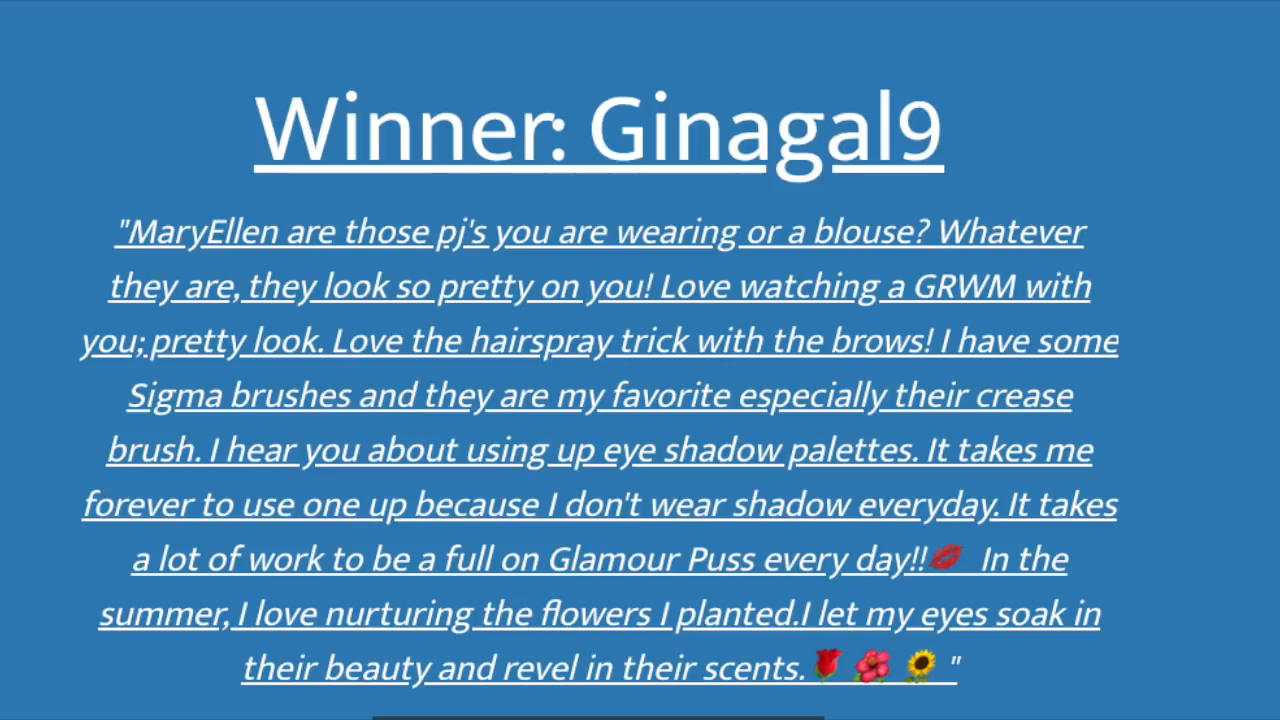 Winner: Ginagal9
"MaryEllen are those pj's you are wearing or a blouse? Whatever
they are, they look so pretty on you! Love watching a GRWM with
you; pretty look. Love the hairspray trick with the brows! I have some
Sigma brushes and they are my favorite especially their crease
brush. I hear you about using up eye shadow palettes. It takes me
forever to use one up because I don't wear shadow everyday. It takes
a lot of work to be a full on Glamour Puss every day!!💋 In the
summer, I love nurturing the flowers I planted.I let my eyes soak in
their beauty and revel in their scents.🌹🌺🌻"